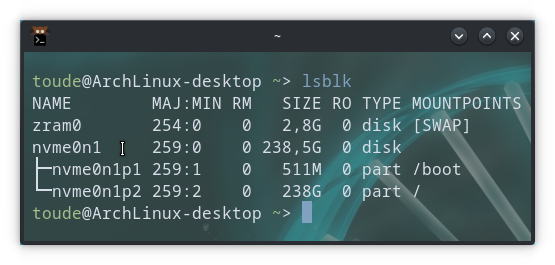 ~
toude@ArchLinux-desktop ~> lsblk
NAME        MAJ:MIN RM   SIZE RO TYPE MOUNTPOINTS
zram0       254:0    0   2,8G  0 disk [SWAP]
nvme0n1     259:0    0 238,5G  0 disk
├─nvme0n1p1 259:1    0   511M  0 part /boot
└─nvme0n1p2 259:2    0   238G  0 part /
toude@ArchLinux-desktop ~>